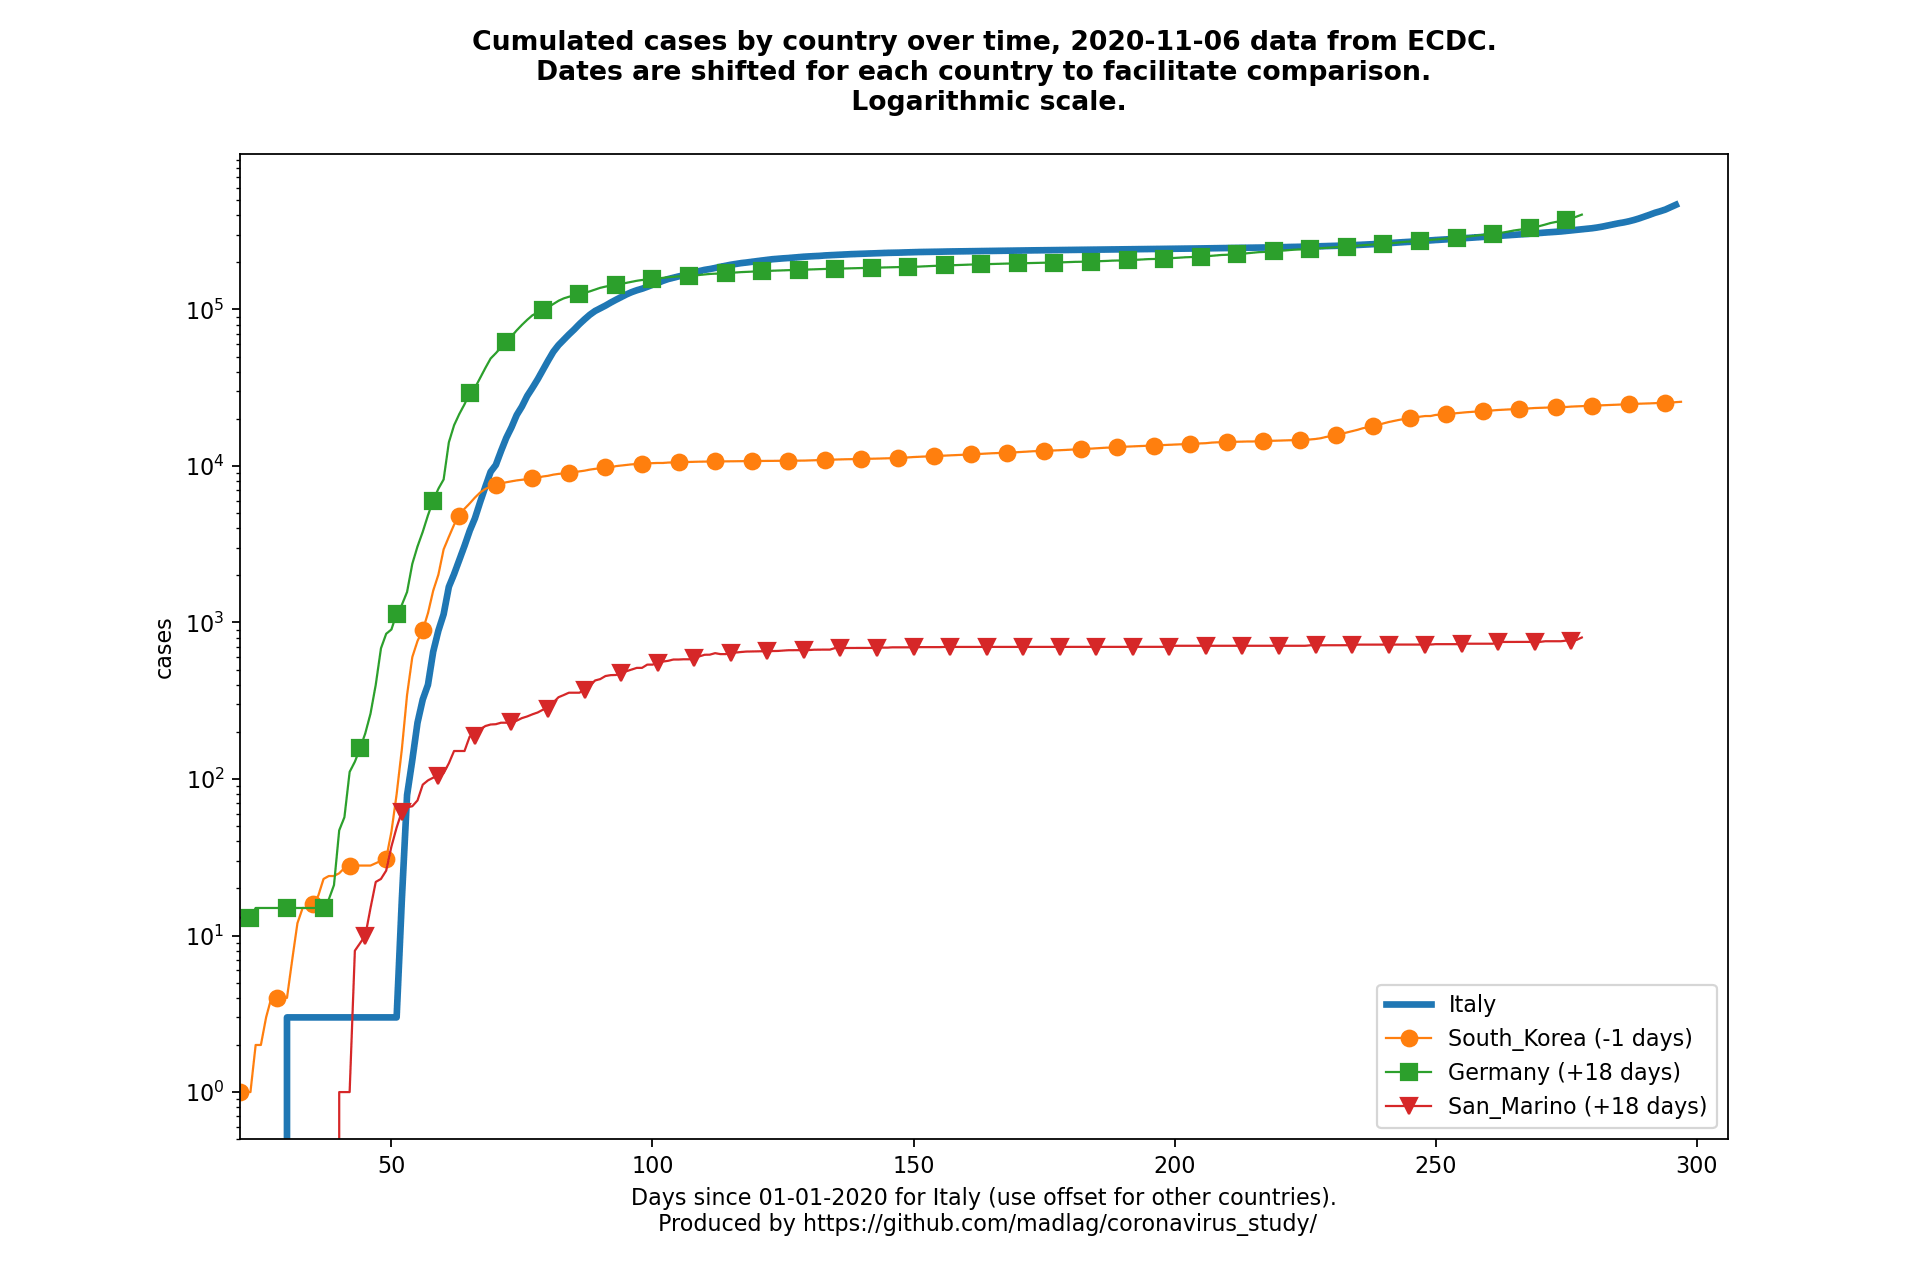 Cumulated cases by country over time, 2020-11-06 data from ECDC.
Dates are shifted for each country to facilitate comparison.
Logarithmic scale.
cases
10^5
10^4
10^3
10^2
10^1
10^0
50
100
150
200
250
300
Italy
South_Korea (-1 days)
Germany (+18 days)
San_Marino (+18 days)
Days since 01-01-2020 for Italy (use offset for other countries).
Produced by https://github.com/madlag/coronavirus_study/